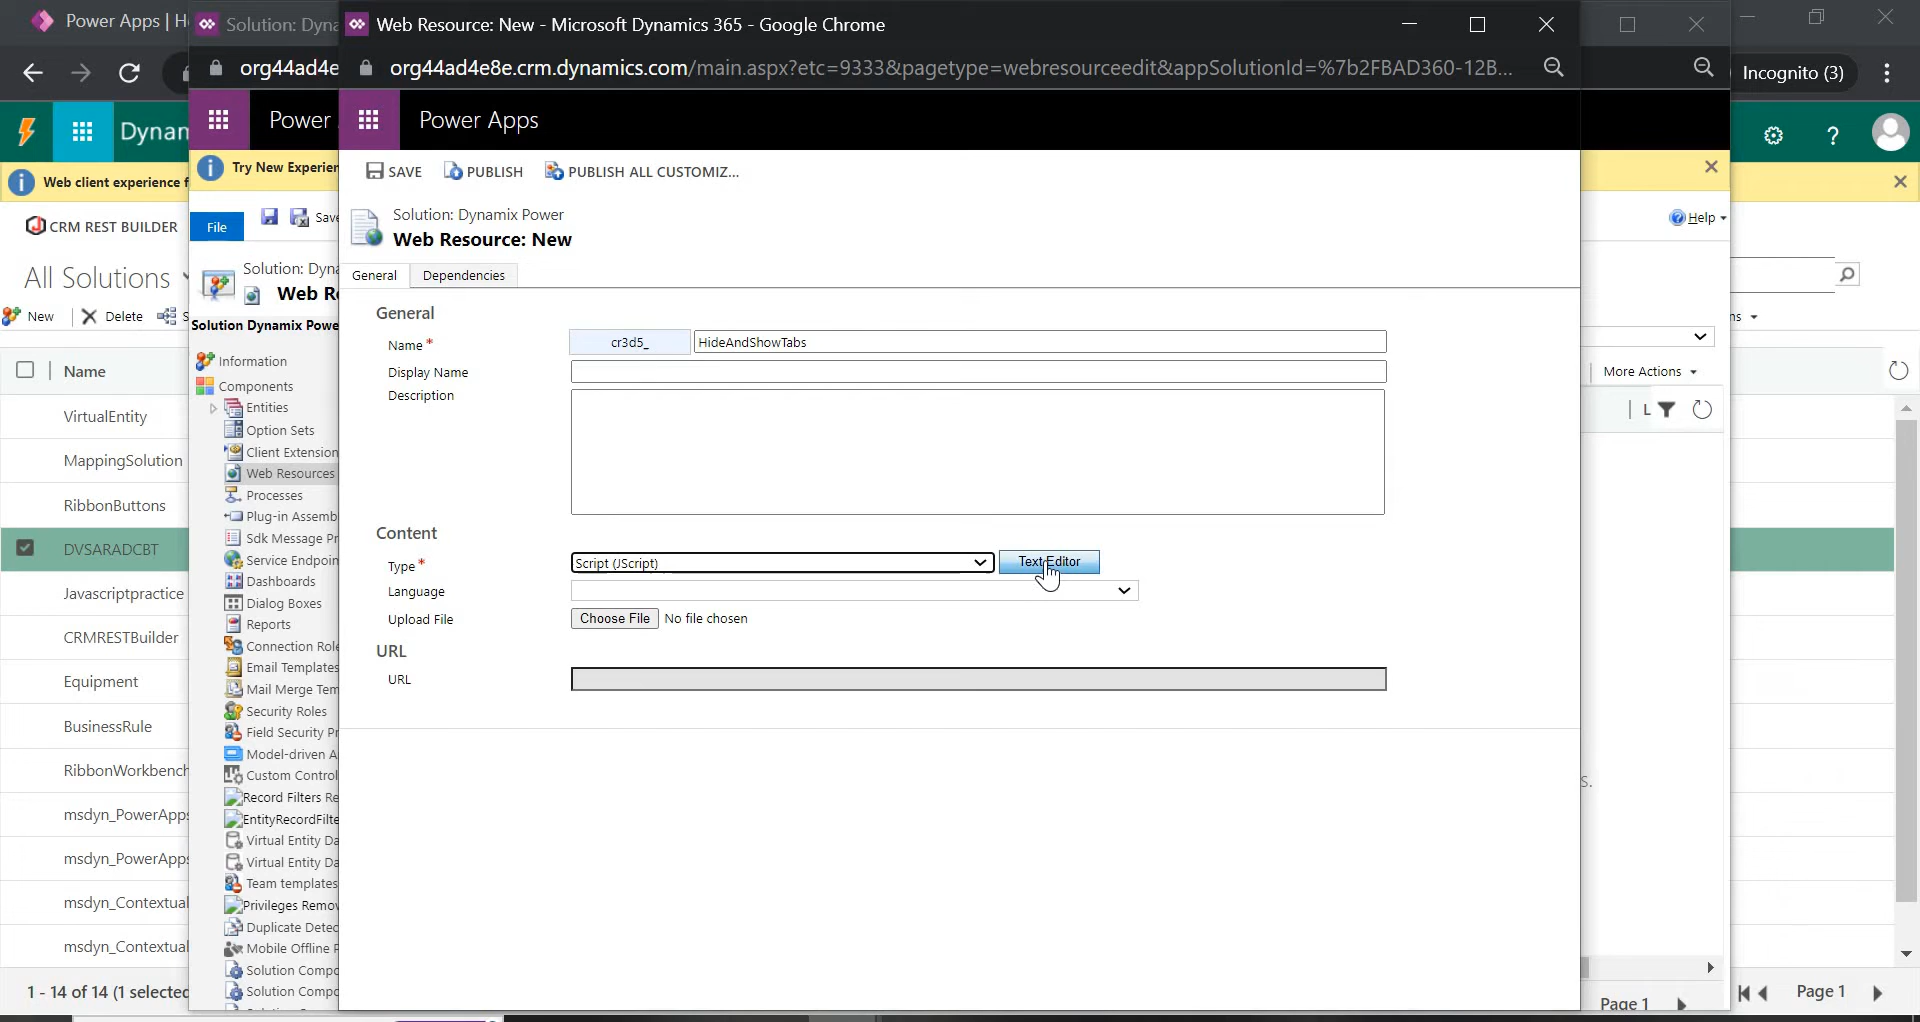 Power Apps | H
Solution: Dyna
Web Resource: New - Microsoft Dynamics 365 - Google Chrome
org44ad4e
org44ad4e8e.crm.dynamics.com/main.aspx?etc=9333&pagetype=webresourceedit&appSolutionId=%7b2FBAD360-12B...
Incognito (3)
Dynam
Power
Power Apps
Web client experience f
Try New Experien
SAVE
PUBLISH
PUBLISH ALL CUSTOMIZ...
CRM REST BUILDER
File
Save
Solution: Dynamix Power
Web Resource: New
Help
All Solutions
Solution: Dyna
Web R
General
Dependencies
New
Delete
S
Solution Dynamix Powe
ns
General
Name *
cr3d5_
HideAndShowTabs
Display Name
Description
Name
More Actions
L
VirtualEntity
MappingSolution
RibbonButtons
DVSARADCBT
Javascriptpractice
CRMRESTBuilder
Equipment
BusinessRule
RibbonWorkbench
msdyn_PowerApps
msdyn_PowerApps
msdyn_Contextual
msdyn_Contextual
1 - 14 of 14 (1 selected
Information
Components
Entities
Option Sets
Client Extension
Web Resources
Processes
Plug-in Assemb
Sdk Message Pr
Service Endpoin
Dashboards
Dialog Boxes
Reports
Connection Role
Email Templates
Mail Merge Tem
Security Roles
Field Security Pr
Model-driven A
Custom Control
Record Filters Re
EntityRecordFilte
Virtual Entity Da
Virtual Entity Da
Team templates
Privileges Remov
Duplicate Detec
Mobile Offline P
Solution Compo
Solution Compo
Content
Type *
Script (JScript)
Text Editor
Language
Upload File
Choose File
No file chosen
URL
URL
s.
Page 1
Page 1